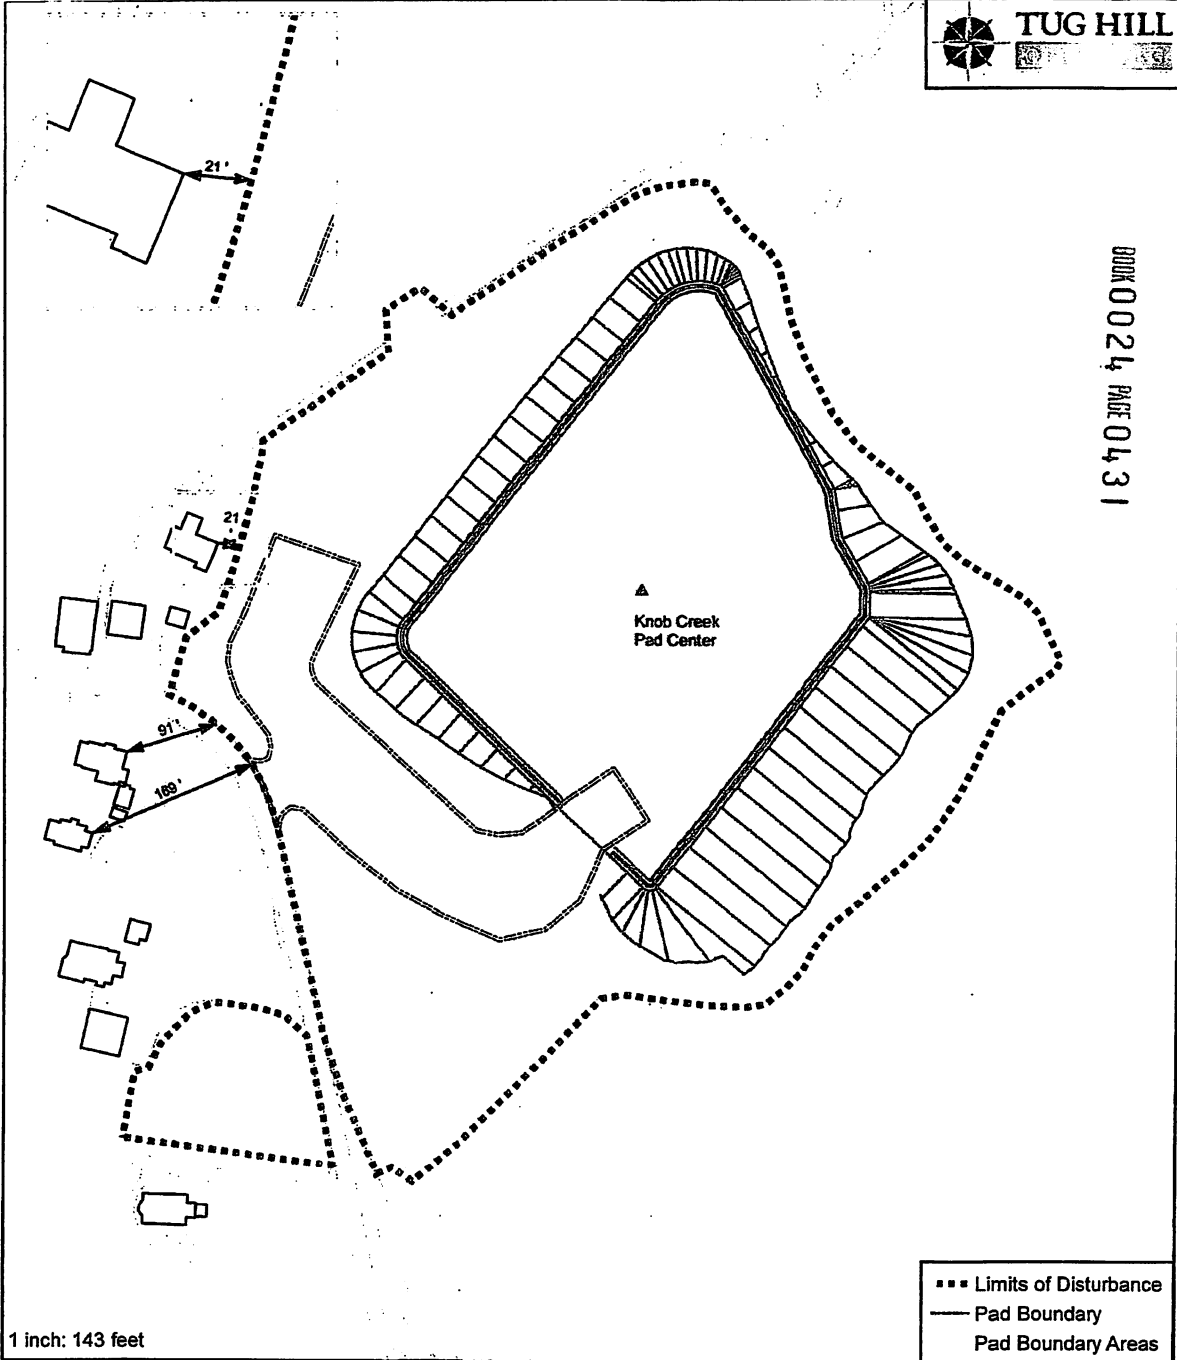 TUG HILL
21'
BOOK 0024 PAGE 0431
21'
Knob Creek
Pad Center
91'
169'
Limits of Disturbance
Pad Boundary
Pad Boundary Areas
1 inch: 143 feet